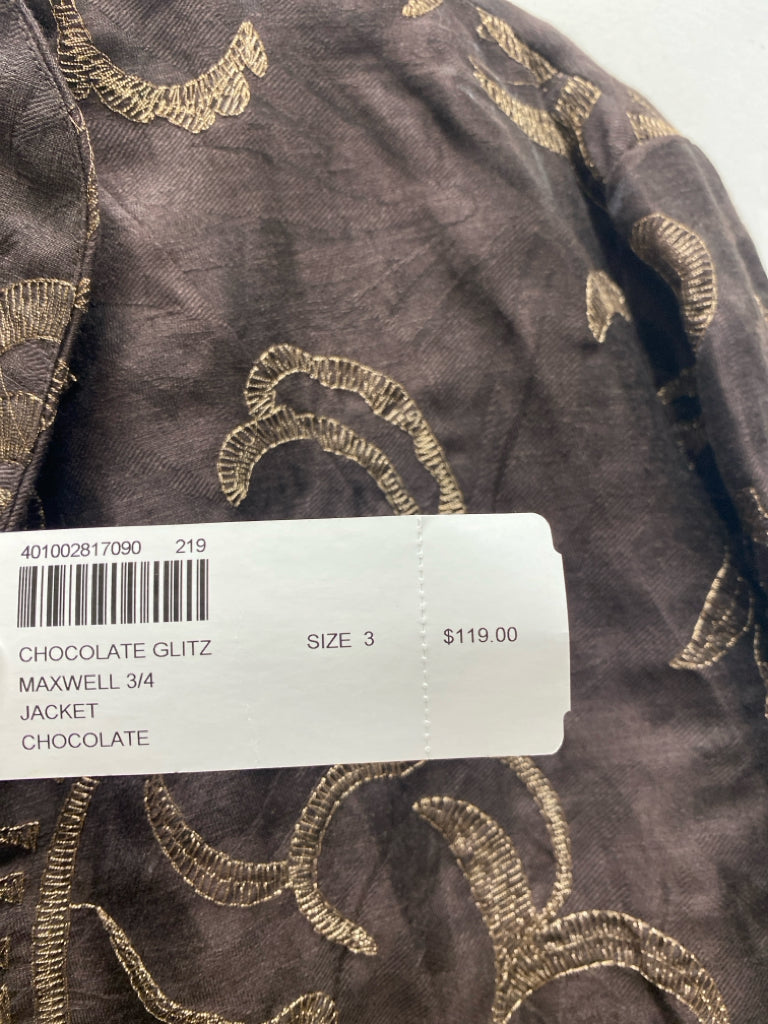 401002817090 219
CHOCOLATE GLITZ
MAXWELL 3/4
JACKET
CHOCOLATE
SIZE 3
$119.00